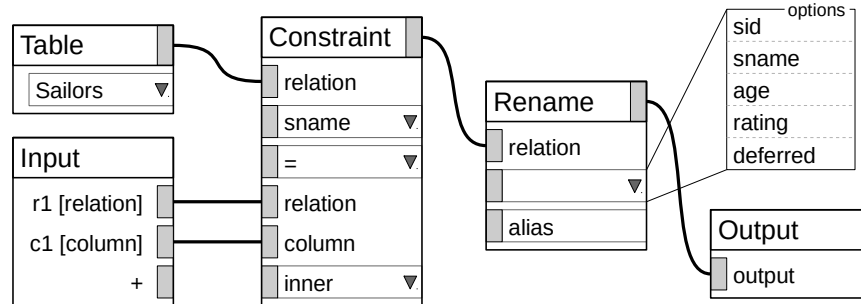 Table
Sailors
Input
r1 [relation]
c1 [column]
+
Constraint
relation
sname
=
relation
column
inner
Rename
relation
alias
options
sid
sname
age
rating
deferred
Output
output